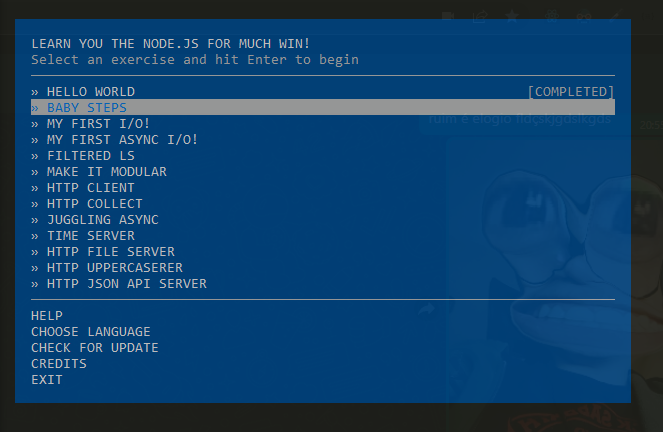 LEARN YOU THE NODE.JS FOR MUCH WIN!
Select an exercise and hit Enter to begin
» HELLO WORLD [COMPLETED]
» BABY STEPS
» MY FIRST I/O!
» MY FIRST ASYNC I/O!
» FILTERED LS
» MAKE IT MODULAR
» HTTP CLIENT
» HTTP COLLECT
» JUGGLING ASYNC
» TIME SERVER
» HTTP FILE SERVER
» HTTP UPPERCASERER
» HTTP JSON API SERVER
HELP
CHOOSE LANGUAGE
CHECK FOR UPDATE
CREDITS
EXIT